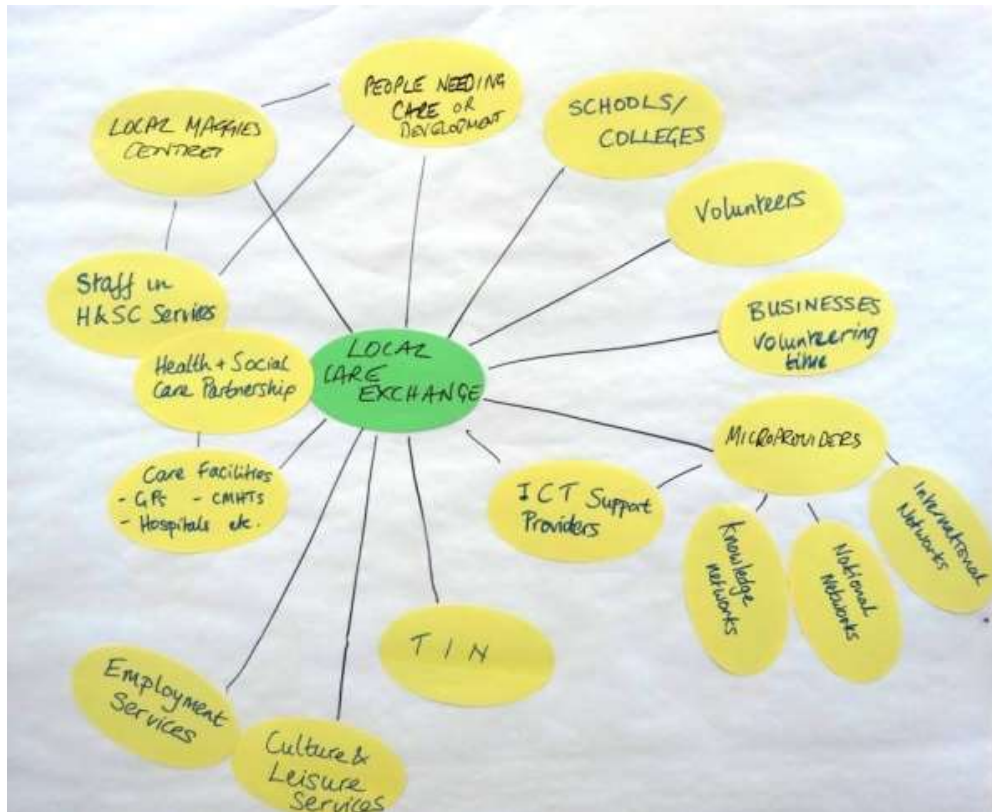 PEOPLE NEEDING
CARE OR
DEVELOPMENT
LOCAL MAGGIES
CENTRE?
SCHOOLS/
COLLEGES
Volunteers
Staff in
H&SC Services
BUSINESSES
Volunteering
time
LOCAL
CARE
EXCHANGE
Health + Social
Care Partnership
MICROPROVIDERS
Care Facilities
- GPs - CMHTs
- Hospitals etc.
ICT Support
Providers
International
Networks
Knowledge
networks
National
Networks
TIN
Employment
Services
Culture &
Leisure
Services